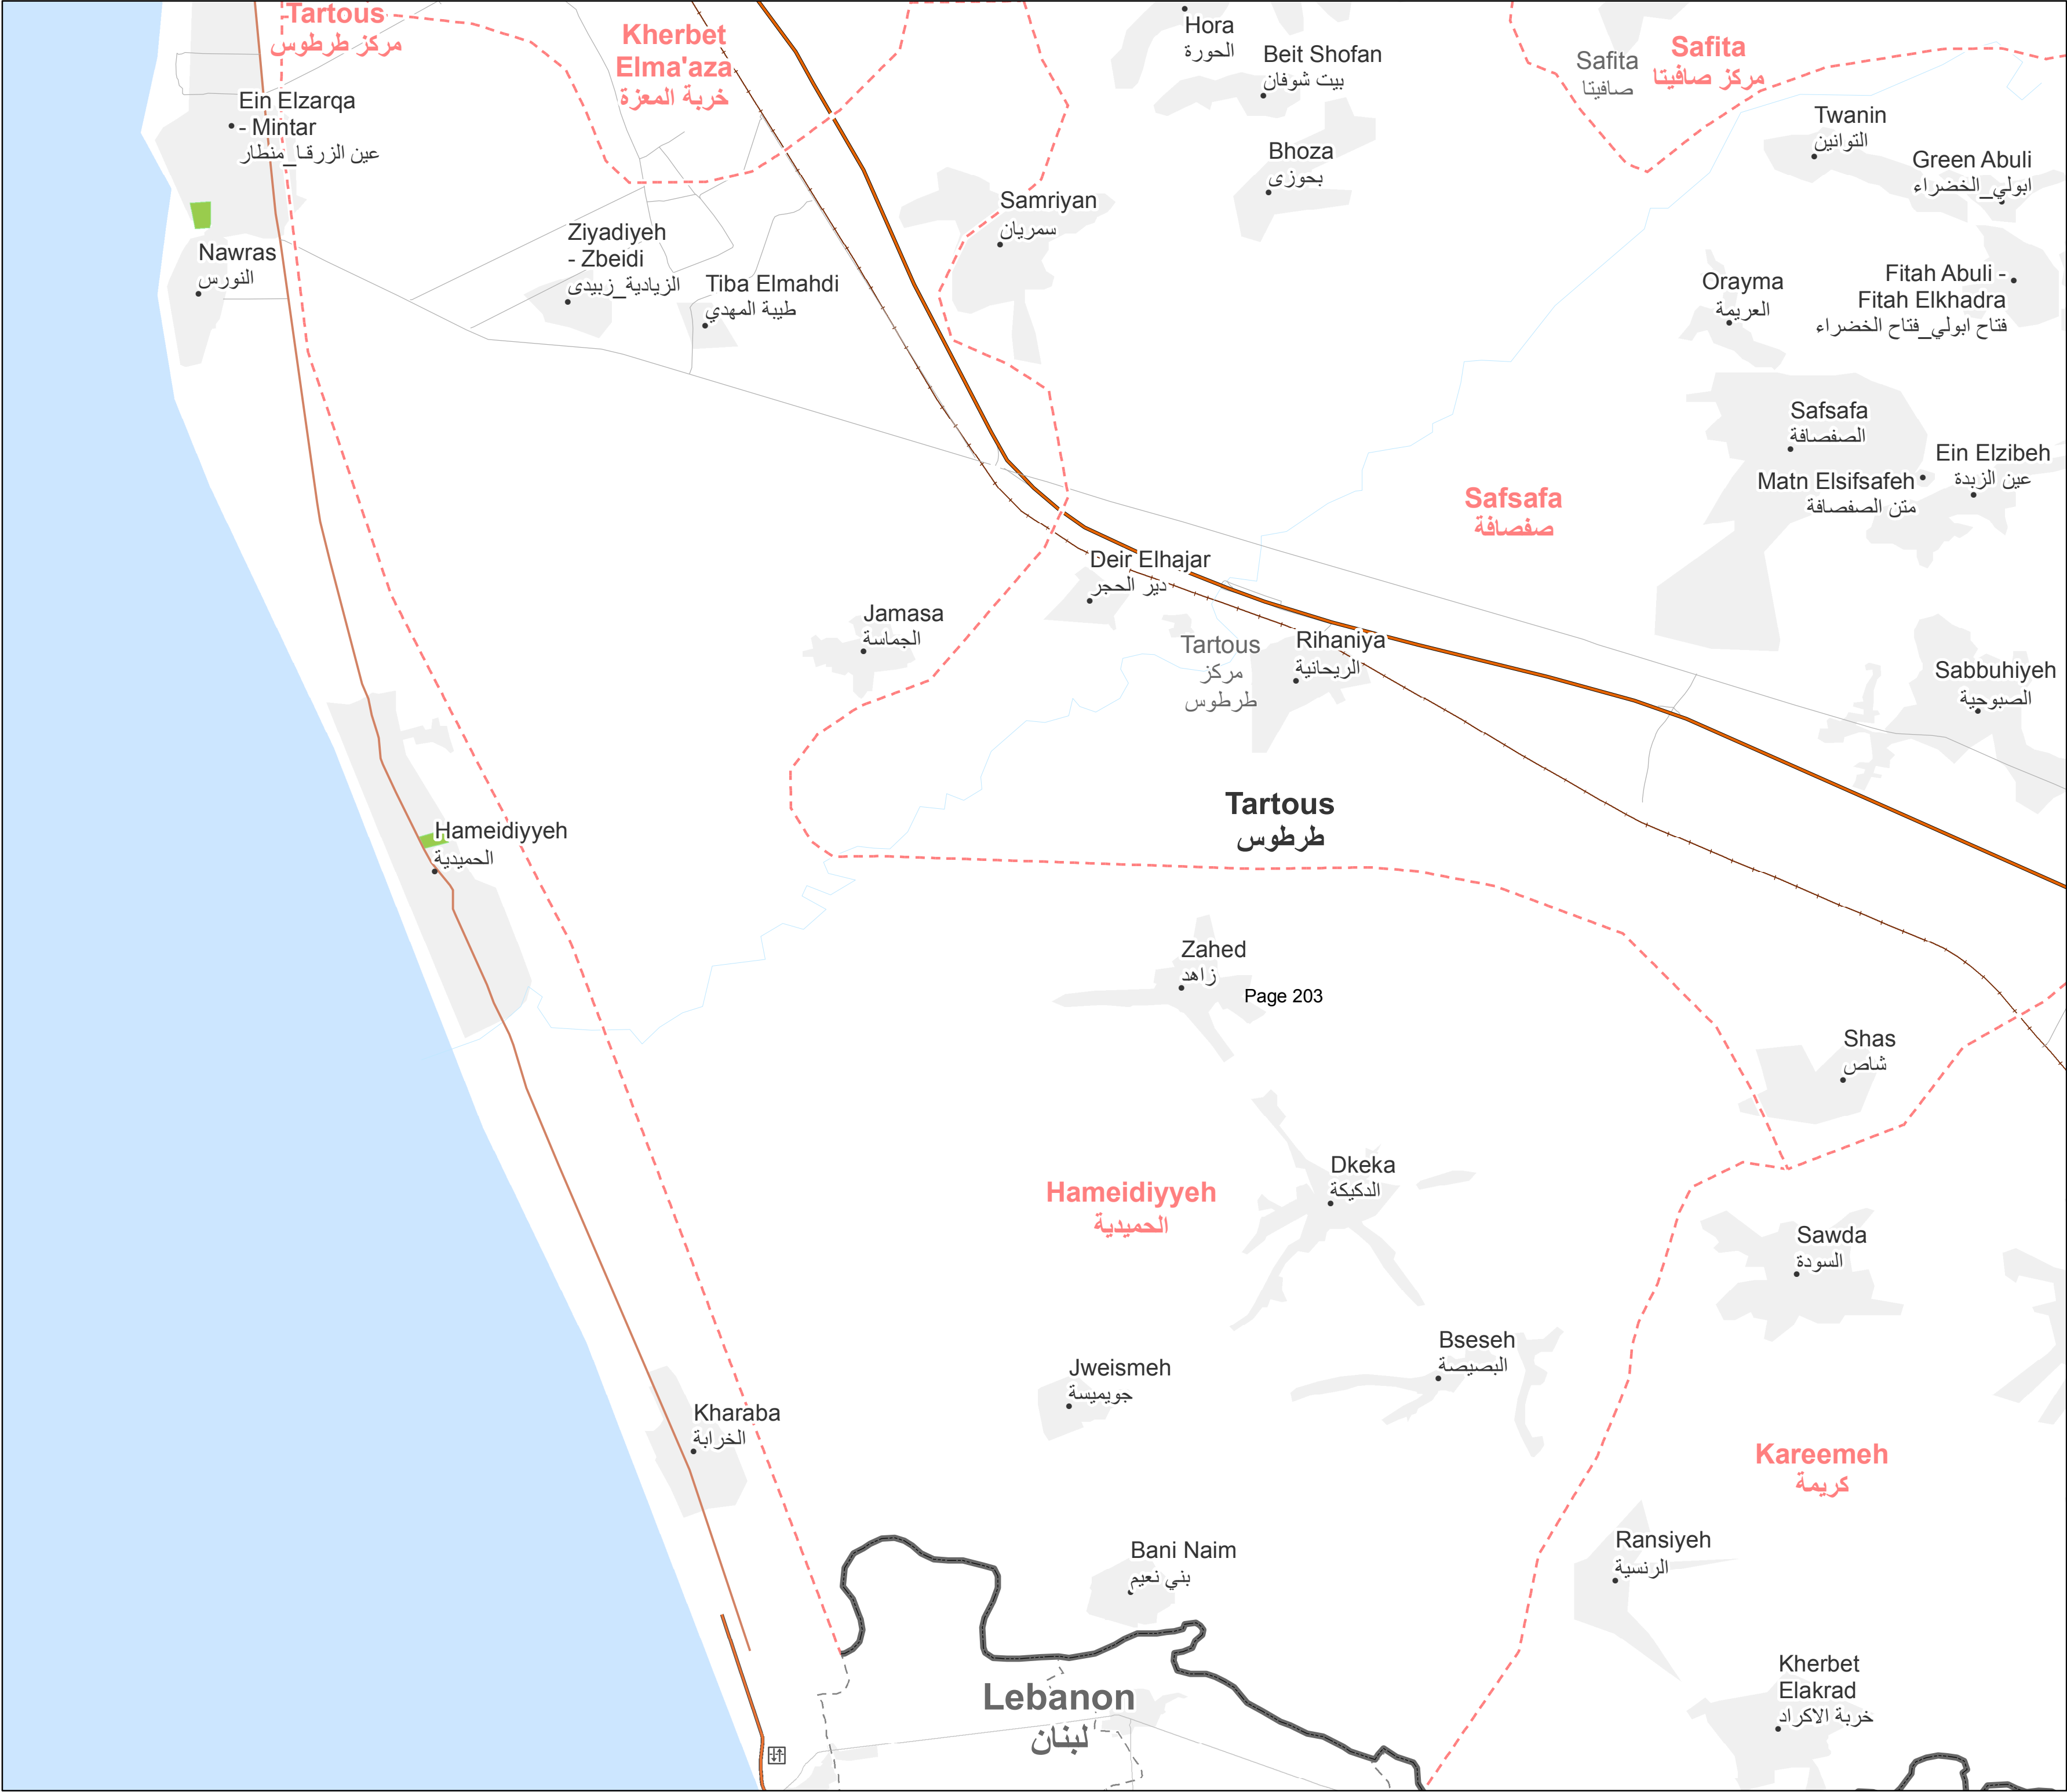 Tartous
مركز طرطوس
Kherbet
Elma'aza
خربة المعزة
Hora
الحورة
Beit Shofan
بيت شوفان
Safita
صافيتا
Safita
مركز صافيتا
Ein Elzarqa
- Mintar
عين الزرقا_منطار
Twanin
التوانين
Green Abuli
ابولي_الخضراء
Bhoza
بحوزى
Samriyan
سمريان
Nawras
النورس
Ziyadiyeh
- Zbeidi
الزيادية_زبيدى
Tiba Elmahdi
طيبة المهدي
Orayma
العريمة
Fitah Abuli -
Fitah Elkhadra
فتاح ابولي_فتاح الخضراء
Safsafa
الصفصافة
Ein Elzibeh
عين الزبدة
Matn Elsifsafeh
متن الصفصافة
Safsafa
صفصافة
Deir Elhajar
دير الحجر
Jamasa
الجماسة
Tartous
مركز
طرطوس
Rihaniya
الريحانية
Sabbuhiyeh
الصبوحية
Tartous
طرطوس
Hameidiyyeh
الحميدية
Zahed
زاهد
Page 203
Shas
شاص
Dkeka
الدكيكة
Hameidiyyeh
الحميدية
Sawda
السودة
Bseseh
البصيصة
Jweismeh
جويميسة
Kharaba
الخرابة
Kareemeh
كريمة
Ransiyeh
الرنسية
Bani Naim
بني نعيم
Kherbet
Elakrad
خربة الاكراد
Lebanon
لبنان